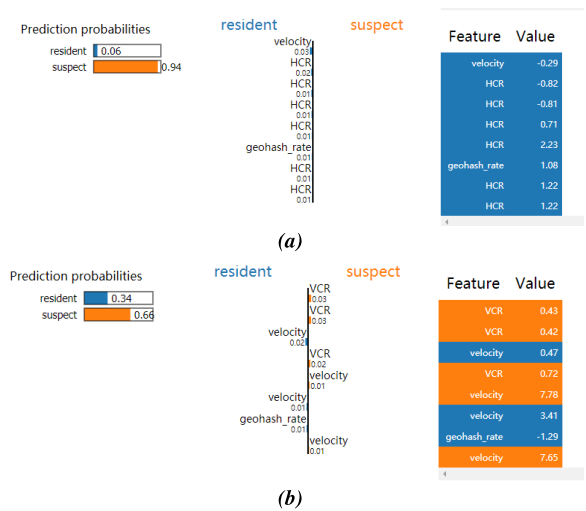 Prediction probabilities
resident 0.06
suspect 0.94
resident suspect
velocity
0.03
HCR
0.02
HCR
0.01
HCR
0.01
HCR
0.01
geohash_rate
0.01
HCR
0.01
HCR
0.01
Feature Value
velocity -0.29
HCR -0.82
HCR -0.81
HCR 0.71
HCR 2.23
geohash_rate 1.08
HCR 1.22
HCR 1.22
(a)
Prediction probabilities
resident 0.34
suspect 0.66
resident suspect
VCR
0.03
VCR
0.03
velocity
0.02
VCR
0.02
velocity
0.01
velocity
0.01
geohash_rate
0.01
velocity
0.01
Feature Value
VCR 0.43
VCR 0.42
velocity 0.47
VCR 0.72
velocity 7.78
velocity 3.41
geohash_rate -1.29
velocity 7.65
(b)